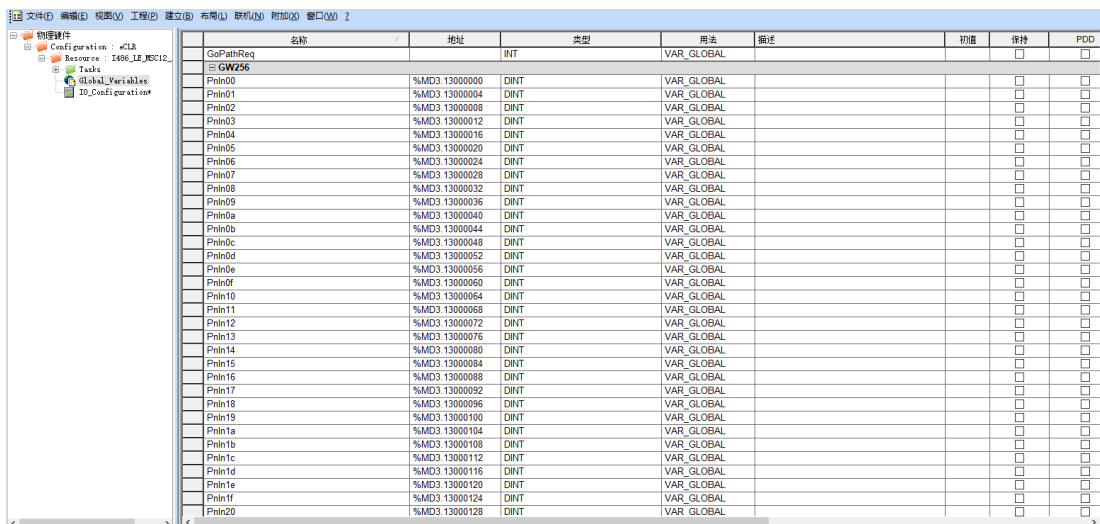 文件(F) 编辑(E) 视图(V) 工程(P) 建立(B) 布局(L) 联机(N) 附加(X) 窗口(W) ?
物理硬件
Configuration : eCLR
Resource : I486_LE_MSC12_
Tasks
Global_Variables
IO_Configuration*
名称 地址 类型 用法 描述 初值 保持 PDD
GoPathReq INT VAR_GLOBAL
GW256
PnIn00 %MD3.13000000 DINT VAR_GLOBAL
PnIn01 %MD3.13000004 DINT VAR_GLOBAL
PnIn02 %MD3.13000008 DINT VAR_GLOBAL
PnIn03 %MD3.13000012 DINT VAR_GLOBAL
PnIn04 %MD3.13000016 DINT VAR_GLOBAL
PnIn05 %MD3.13000020 DINT VAR_GLOBAL
PnIn06 %MD3.13000024 DINT VAR_GLOBAL
PnIn07 %MD3.13000028 DINT VAR_GLOBAL
PnIn08 %MD3.13000032 DINT VAR_GLOBAL
PnIn09 %MD3.13000036 DINT VAR_GLOBAL
PnIn0a %MD3.13000040 DINT VAR_GLOBAL
PnIn0b %MD3.13000044 DINT VAR_GLOBAL
PnIn0c %MD3.13000048 DINT VAR_GLOBAL
PnIn0d %MD3.13000052 DINT VAR_GLOBAL
PnIn0e %MD3.13000056 DINT VAR_GLOBAL
PnIn0f %MD3.13000060 DINT VAR_GLOBAL
PnIn10 %MD3.13000064 DINT VAR_GLOBAL
PnIn11 %MD3.13000068 DINT VAR_GLOBAL
PnIn12 %MD3.13000072 DINT VAR_GLOBAL
PnIn13 %MD3.13000076 DINT VAR_GLOBAL
PnIn14 %MD3.13000080 DINT VAR_GLOBAL
PnIn15 %MD3.13000084 DINT VAR_GLOBAL
PnIn16 %MD3.13000088 DINT VAR_GLOBAL
PnIn17 %MD3.13000092 DINT VAR_GLOBAL
PnIn18 %MD3.13000096 DINT VAR_GLOBAL
PnIn19 %MD3.13000100 DINT VAR_GLOBAL
PnIn1a %MD3.13000104 DINT VAR_GLOBAL
PnIn1b %MD3.13000108 DINT VAR_GLOBAL
PnIn1c %MD3.13000112 DINT VAR_GLOBAL
PnIn1d %MD3.13000116 DINT VAR_GLOBAL
PnIn1e %MD3.13000120 DINT VAR_GLOBAL
PnIn1f %MD3.13000124 DINT VAR_GLOBAL
PnIn20 %MD3.13000128 DINT VAR_GLOBAL